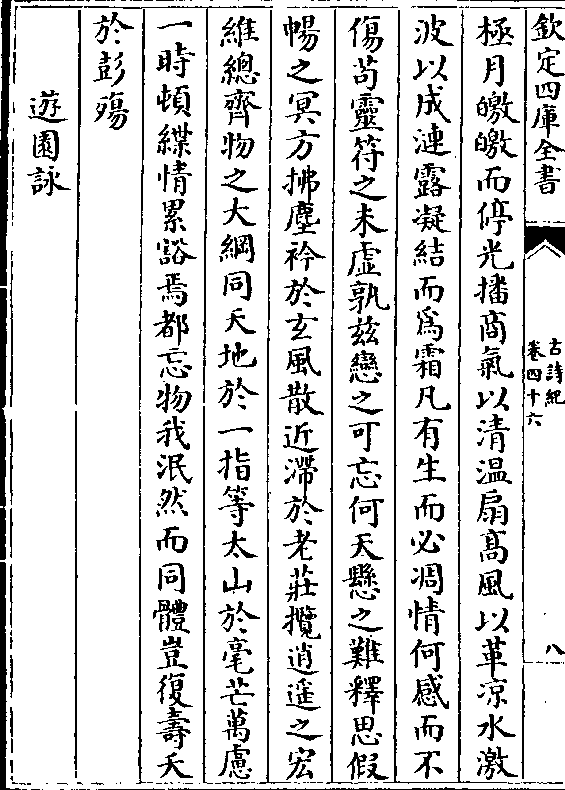 欽定四庫全書
古詩紀
卷四十六
八
極月皦皦而停光播商氣以清温扇髙風以革凉水激
波以成漣露凝結而爲霜凡有生而必凋情何感而不
傷茍靈符之未虚孰兹戀之可忘何天懸之難釋思假
暢之冥方拂塵衿於玄風散近滯於老莊攬逍遥之宏
維總齊物之大綱同天地於一指等太山於毫芒萬慮
一時頓緤情累豁焉都忘物我泯然而同體豈復壽夭
於彭殤
遊園詠